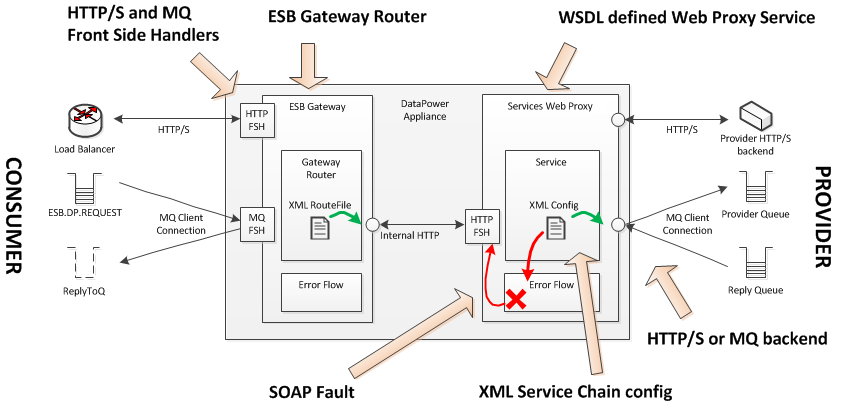 HTTP/S and MQ
Front Side Handlers
ESB Gateway Router
WSDL defined Web Proxy Service
CONSUMER
Load Balancer
HTTP/S
ESB.DP.REQUEST
MQ Client
Connection
ReplyToQ
HTTP
FSH
MQ
FSH
ESB Gateway
Gateway
Router
XML RouteFile
Error Flow
DataPower
Appliance
Internal HTTP
HTTP
FSH
Services Web Proxy
Service
XML Config
Error Flow
HTTP/S
Provider HTTP/S
backend
MQ Client
Connection
Provider Queue
Reply Queue
PROVIDER
HTTP/S or MQ backend
SOAP Fault
XML Service Chain config